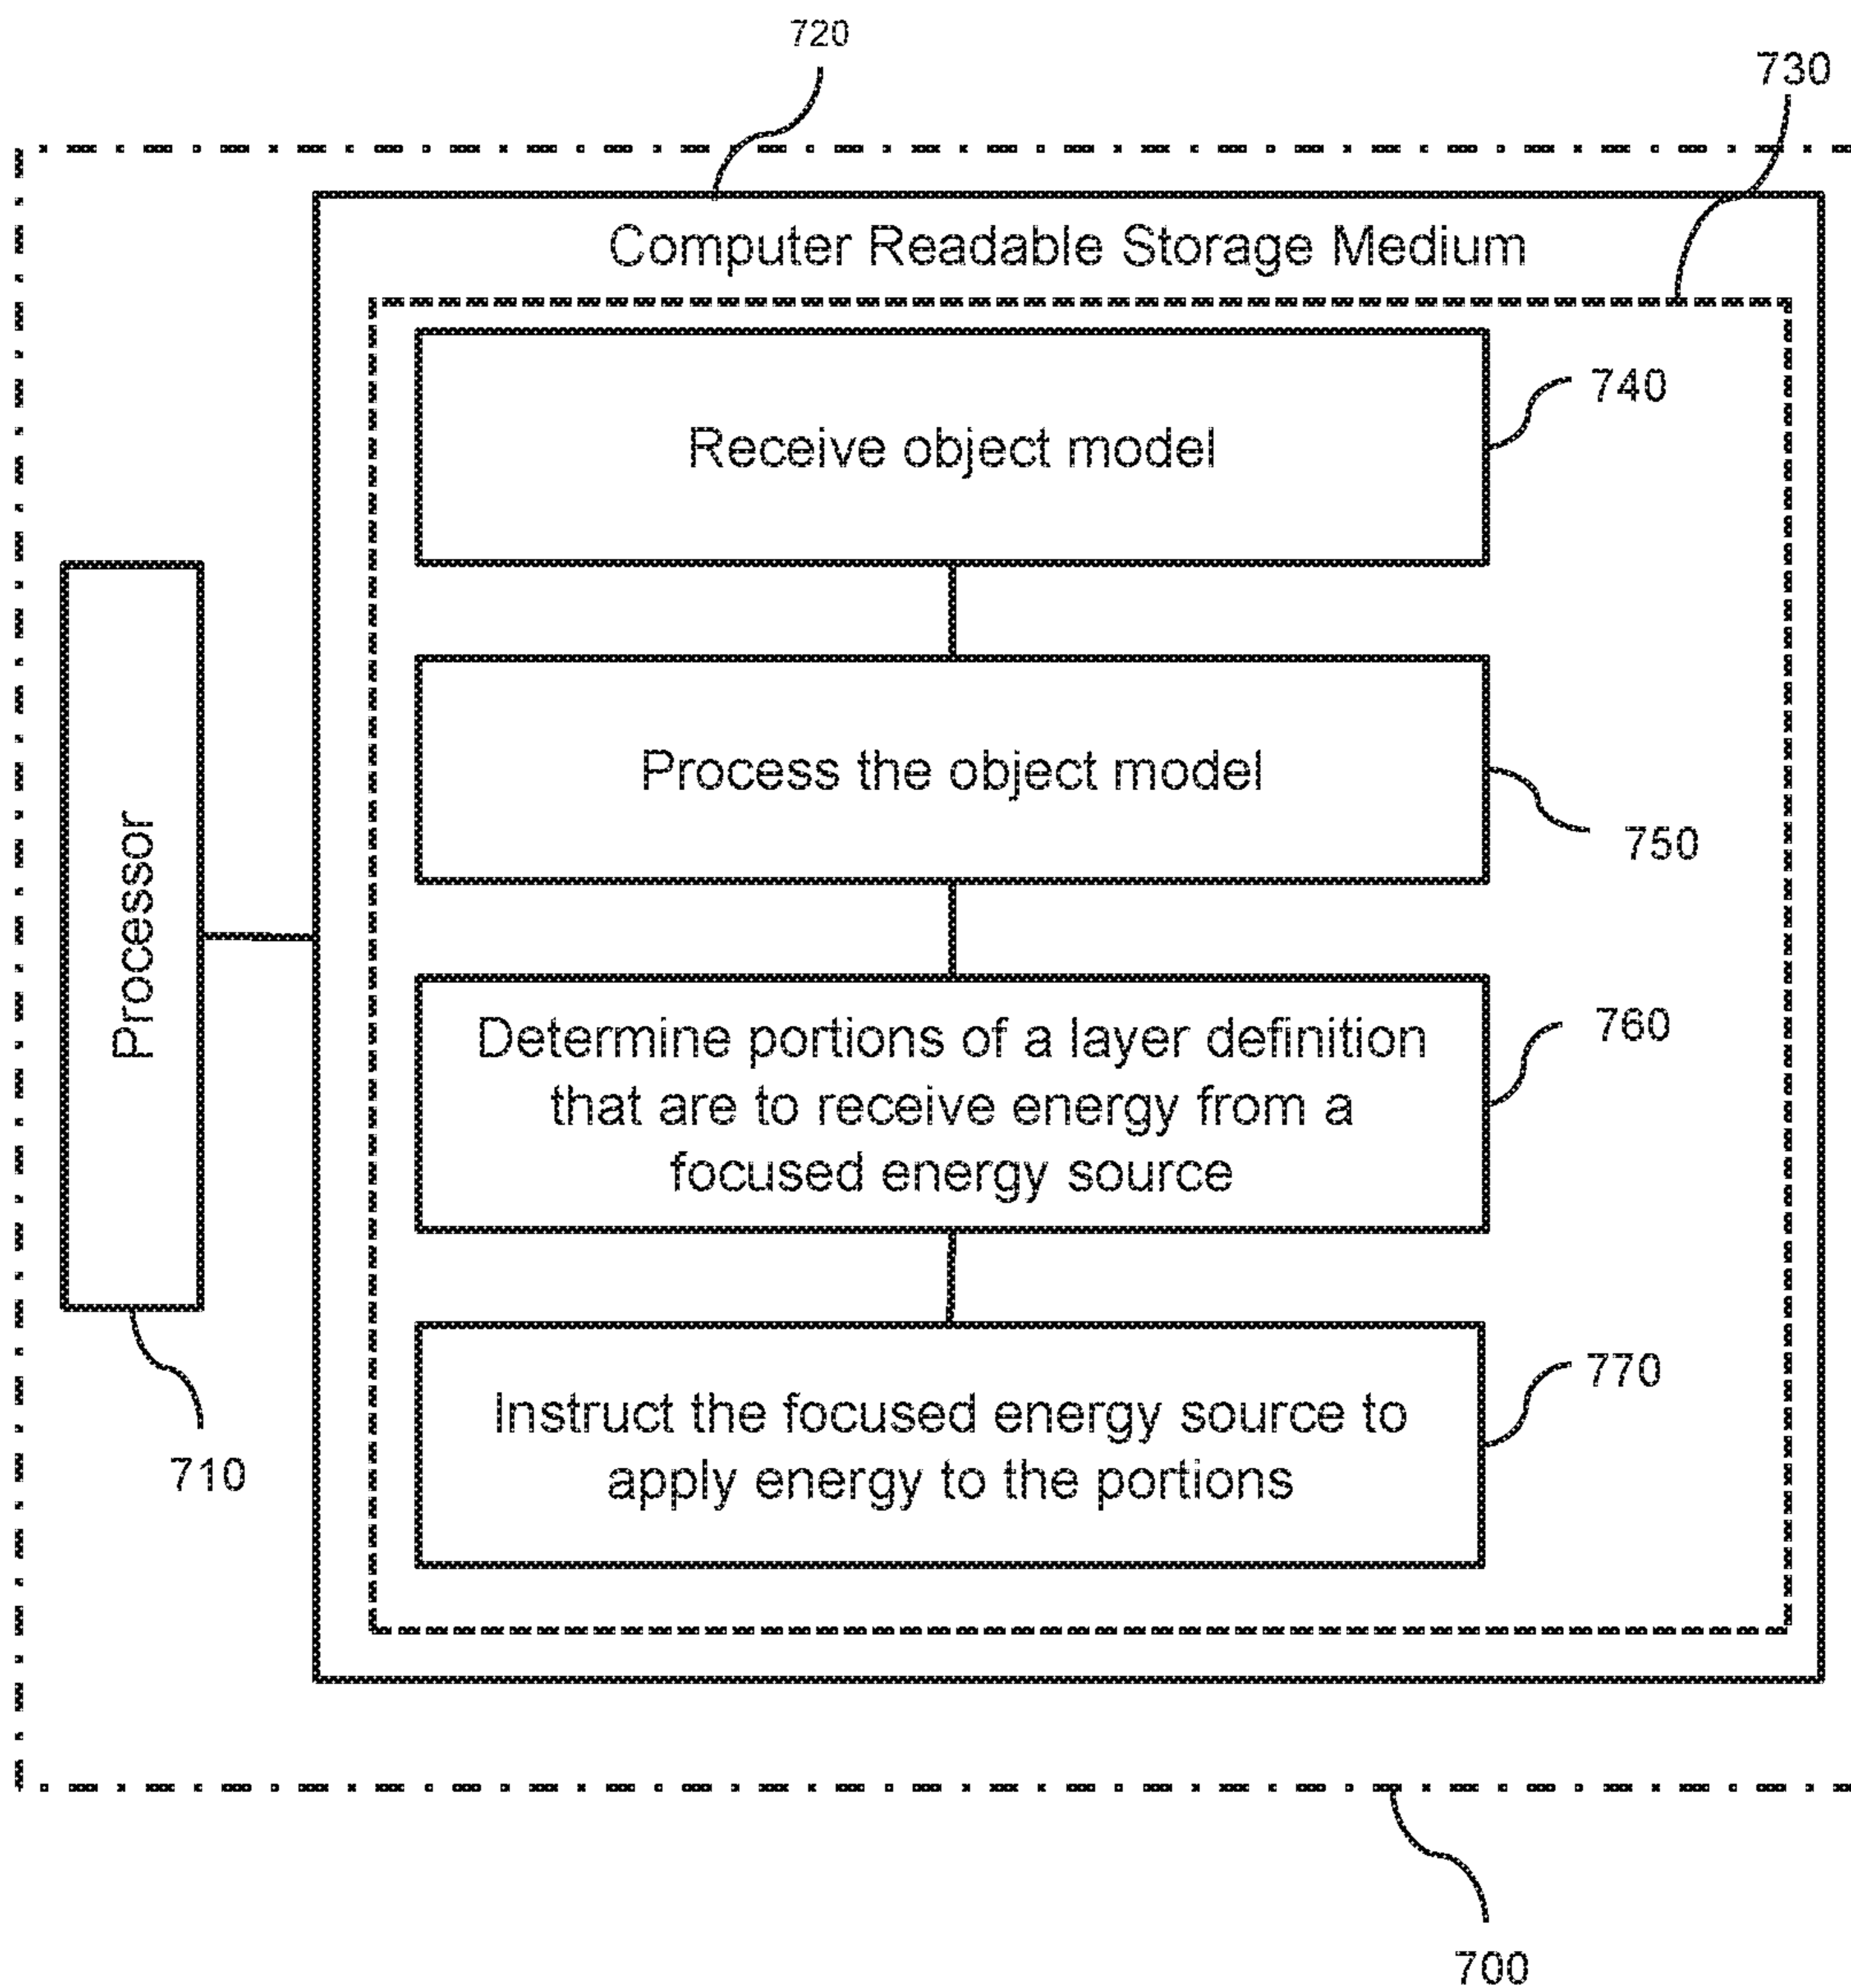 720
730
Computer Readable Storage Medium
Receive object model
740
Process the object model
750
Processor
Determine portions of a layer definition
that are to receive energy from a
focused energy source
760
Instruct the focused energy source to
apply energy to the portions
770
710
700